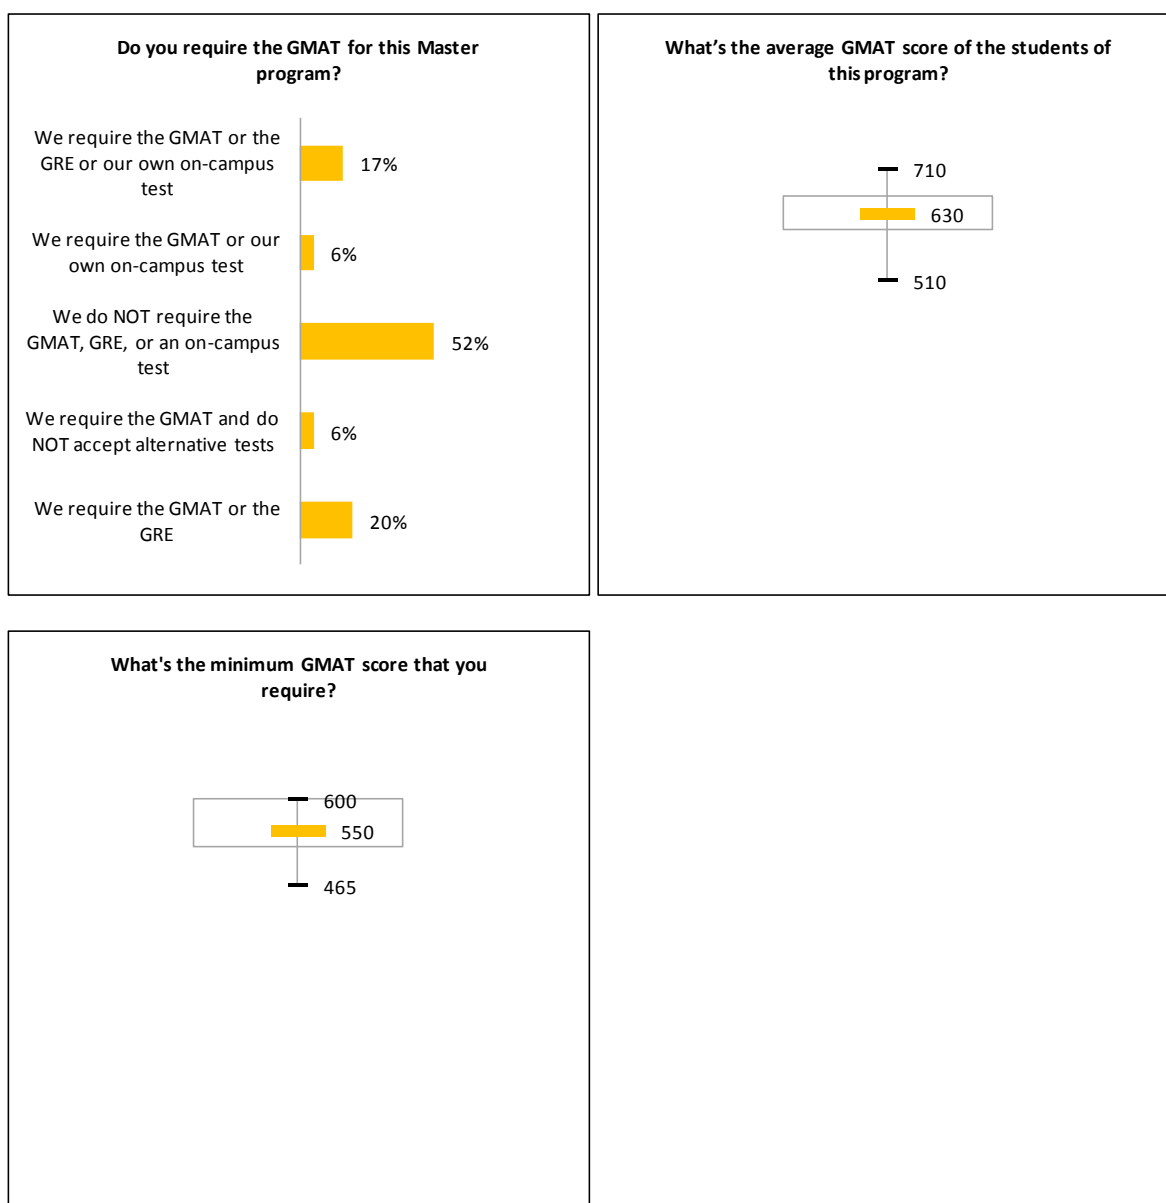 Do you require the GMAT for this Master
program?
We require the GMAT or the
GRE or our own on-campus
test
17%
We require the GMAT or our
own on-campus test
6%
We do NOT require the
GMAT, GRE, or an on-campus
test
52%
We require the GMAT and do
NOT accept alternative tests
6%
We require the GMAT or the
GRE
20%
What’s the average GMAT score of the students of
this program?
710
630
510
What's the minimum GMAT score that you
require?
600
550
465